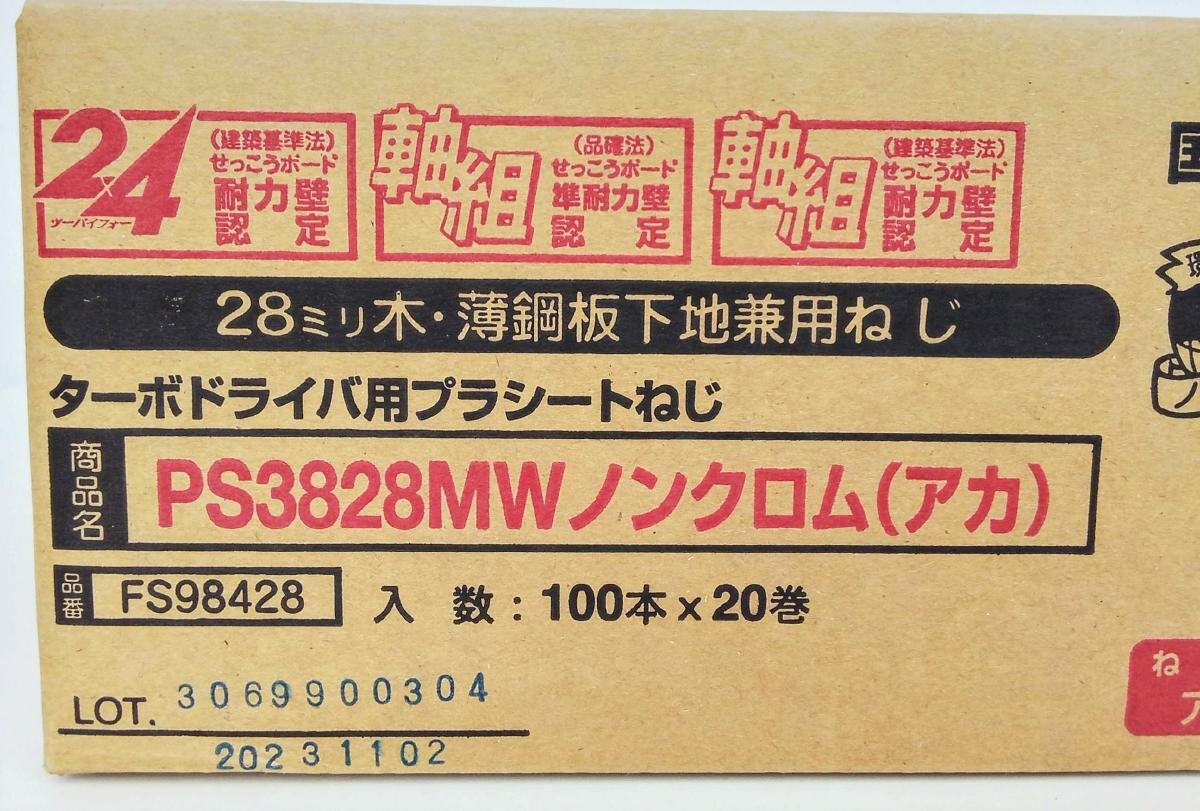 2×4
ツーバイフォー
(建築基準法)
せっこうボード
耐力壁
認定
軸組
(品確法)
せっこうボード
準耐力壁
認定
軸組
(建築基準法)
せっこうボード
耐力壁
認定
28ミリ木・薄鋼板下地兼用ねじ
ターボドライバ用プラシートねじ
商品名
PS3828MWノンクロム(アカ)
品番
FS98428
入 数：100本×20巻
LOT. 3069900304
20231102
ね
ア